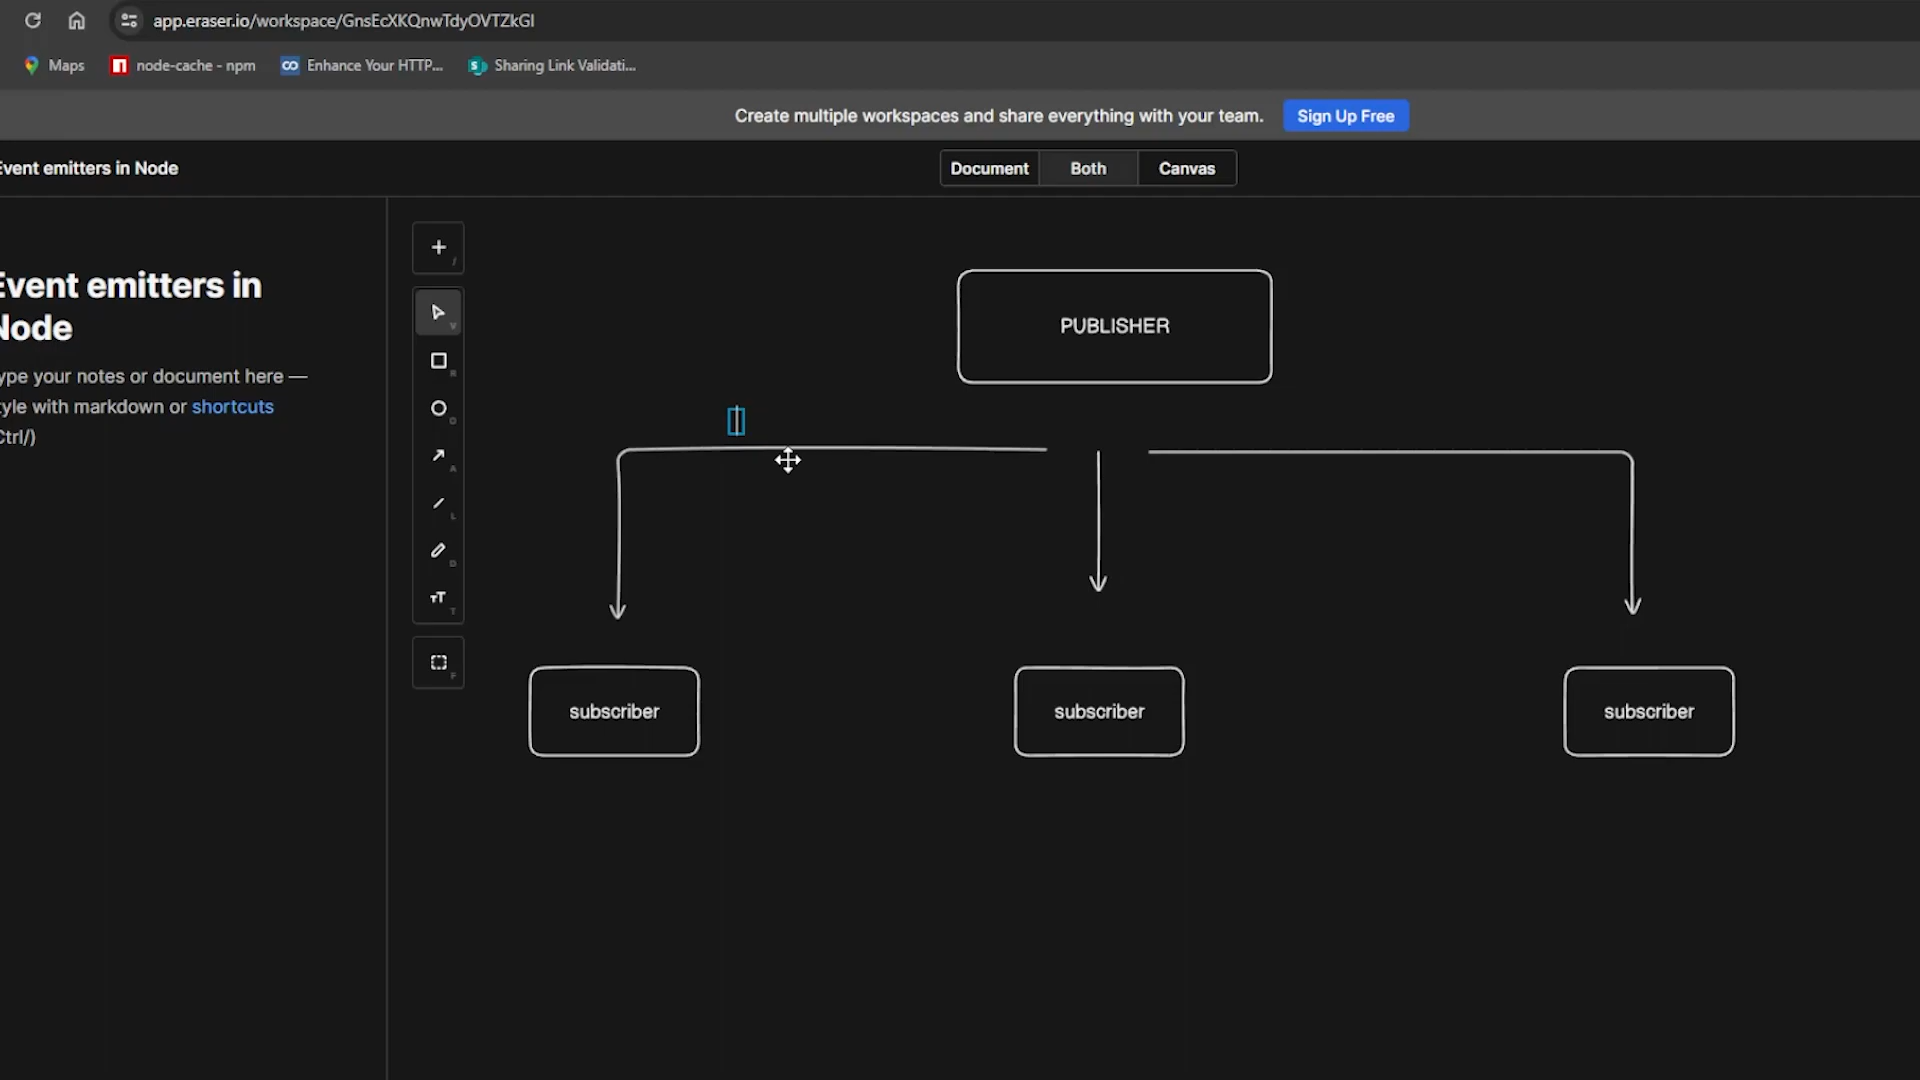 app.eraser.io/workspace/GnsEcXKQnwTdyOVTZkGI
Maps
node-cache - npm
Enhance Your HTTP...
Sharing Link Validati...
Create multiple workspaces and share everything with your team.
Sign Up Free
Event emitters in Node
Document
Both
Canvas
Event emitters in
Node
ype your notes or document here —
tyle with markdown or shortcuts
Ctrl/)
PUBLISHER
subscriber
subscriber
subscriber